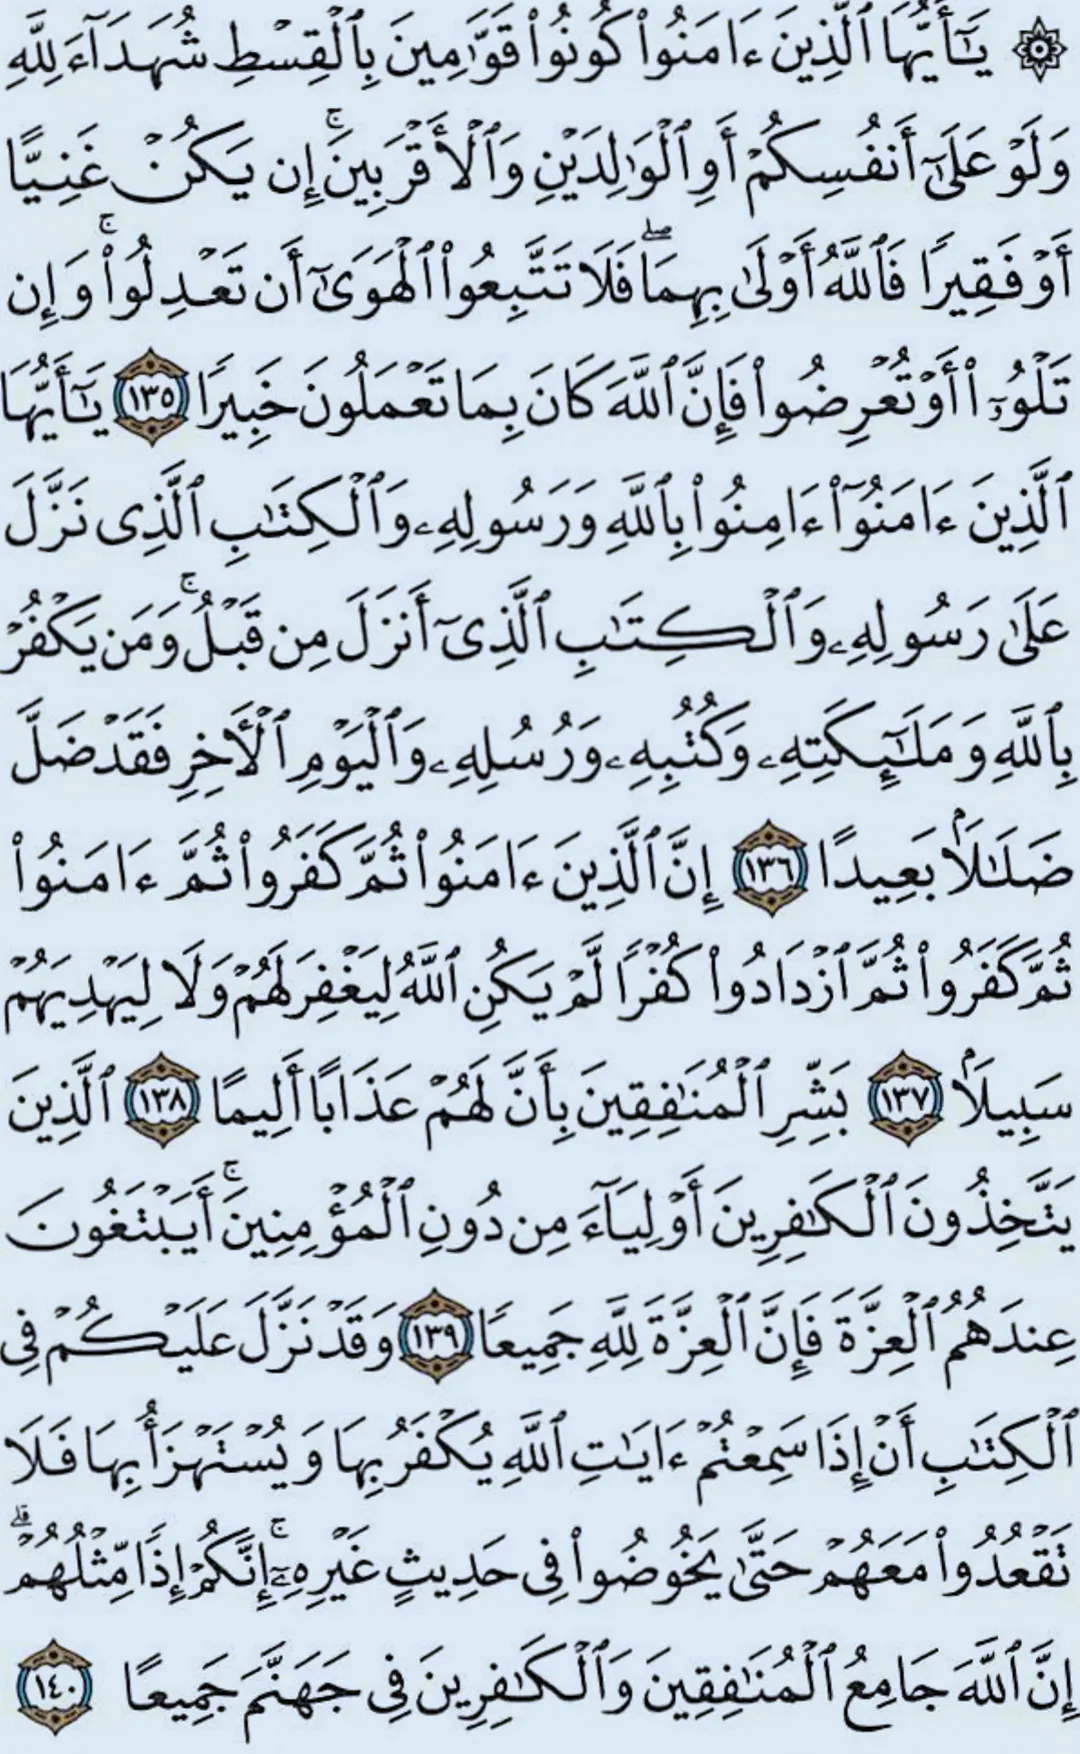 ۞ يَـٰٓأَيُّهَا ٱلَّذِينَ ءَامَنُوا۟ كُونُوا۟ قَوَّٰمِينَ بِٱلْقِسْطِ شُهَدَآءَ لِلَّهِ
وَلَوْ عَلَىٰٓ أَنفُسِكُمْ أَوِ ٱلْوَٰلِدَيْنِ وَٱلْأَقْرَبِينَ ۚ إِن يَكُنْ غَنِيًّا
أَوْ فَقِيرًا فَٱللَّهُ أَوْلَىٰ بِهِمَا ۖ فَلَا تَتَّبِعُوا۟ ٱلْهَوَىٰٓ أَن تَعْدِلُوا۟ ۚ وَإِن
تَلْوُۥٓا۟ أَوْ تُعْرِضُوا۟ فَإِنَّ ٱللَّهَ كَانَ بِمَا تَعْمَلُونَ خَبِيرًا ١٣٥ يَـٰٓأَيُّهَا
ٱلَّذِينَ ءَامَنُوٓا۟ ءَامِنُوا۟ بِٱللَّهِ وَرَسُولِهِۦ وَٱلْكِتَـٰبِ ٱلَّذِى نَزَّلَ
عَلَىٰ رَسُولِهِۦ وَٱلْكِتَـٰبِ ٱلَّذِىٓ أَنزَلَ مِن قَبْلُ ۚ وَمَن يَكْفُرْ
بِٱللَّهِ وَمَلَـٰٓئِكَتِهِۦ وَكُتُبِهِۦ وَرُسُلِهِۦ وَٱلْيَوْمِ ٱلْـَٔاخِرِ فَقَدْ ضَلَّ
ضَلَـٰلًۢا بَعِيدًا ١٣٦ إِنَّ ٱلَّذِينَ ءَامَنُوا۟ ثُمَّ كَفَرُوا۟ ثُمَّ ءَامَنُوا۟
ثُمَّ كَفَرُوا۟ ثُمَّ ٱزْدَادُوا۟ كُفْرًا لَّمْ يَكُنِ ٱللَّهُ لِيَغْفِرَ لَهُمْ وَلَا لِيَهْدِيَهُمْ
سَبِيلًۢا ١٣٧ بَشِّرِ ٱلْمُنَـٰفِقِينَ بِأَنَّ لَهُمْ عَذَابًا أَلِيمًا ١٣٨ ٱلَّذِينَ
يَتَّخِذُونَ ٱلْكَـٰفِرِينَ أَوْلِيَآءَ مِن دُونِ ٱلْمُؤْمِنِينَ ۚ أَيَبْتَغُونَ
عِندَهُمُ ٱلْعِزَّةَ فَإِنَّ ٱلْعِزَّةَ لِلَّهِ جَمِيعًا ١٣٩ وَقَدْ نَزَّلَ عَلَيْكُمْ فِى
ٱلْكِتَـٰبِ أَنْ إِذَا سَمِعْتُمْ ءَايَـٰتِ ٱللَّهِ يُكْفَرُ بِهَا وَيُسْتَهْزَأُ بِهَا فَلَا
تَقْعُدُوا۟ مَعَهُمْ حَتَّىٰ يَخُوضُوا۟ فِى حَدِيثٍ غَيْرِهِۦٓ ۚ إِنَّكُمْ إِذًا مِّثْلُهُمْ ۗ
إِنَّ ٱللَّهَ جَامِعُ ٱلْمُنَـٰفِقِينَ وَٱلْكَـٰفِرِينَ فِى جَهَنَّمَ جَمِيعًا ١٤٠